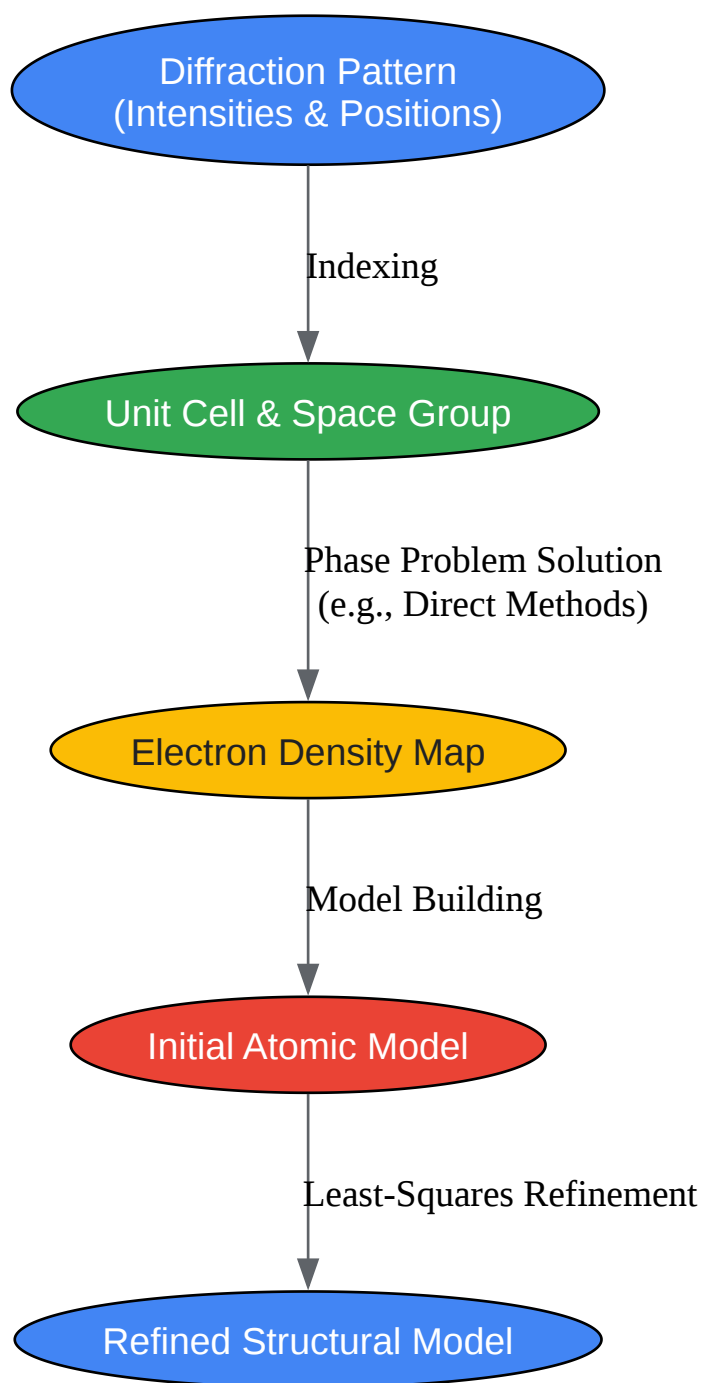 Diffraction Pattern
(Intensities & Positions)
Indexing
Unit Cell & Space Group
Phase Problem Solution
(e.g., Direct Methods)
Electron Density Map
Model Building
Initial Atomic Model
Least-Squares Refinement
Refined Structural Model